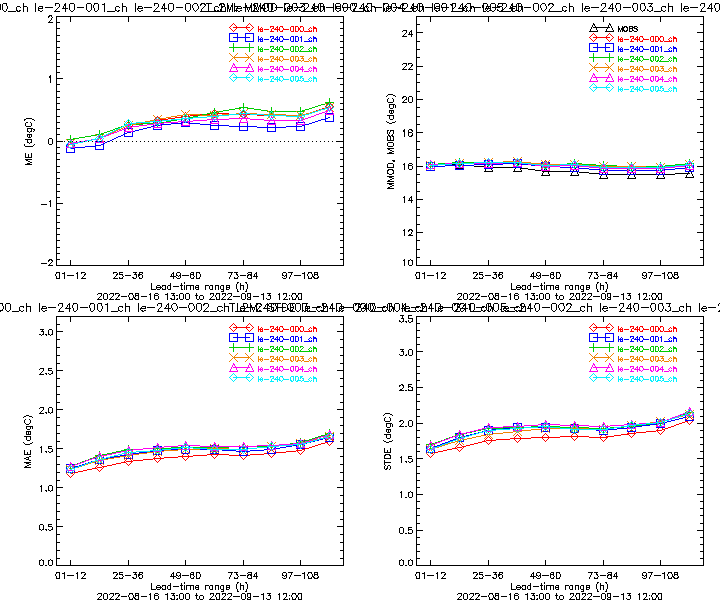 ME (degC)
2
1
0
−1
−2
01−12 25−36 49−60 73−84 97−108
Lead−time range (h)
2022−08−16 13:00 to 2022−09−13 12:00
le−240−000_ch
le−240−001_ch
le−240−002_ch
le−240−003_ch
le−240−004_ch
le−240−005_ch
MMOD, MOBS (degC)
24
22
20
18
16
14
12
10
01−12 25−36 49−60 73−84 97−108
Lead−time range (h)
2022−08−16 13:00 to 2022−09−13 12:00
MOBS
le−240−000_ch
le−240−001_ch
le−240−002_ch
le−240−003_ch
le−240−004_ch
le−240−005_ch
MAE (degC)
3.0
2.5
2.0
1.5
1.0
0.5
0.0
01−12 25−36 49−60 73−84 97−108
Lead−time range (h)
2022−08−16 13:00 to 2022−09−13 12:00
le−240−000_ch
le−240−001_ch
le−240−002_ch
le−240−003_ch
le−240−004_ch
le−240−005_ch
STDE (degC)
3.5
3.0
2.5
2.0
1.5
1.0
0.5
0.0
01−12 25−36 49−60 73−84 97−108
Lead−time range (h)
2022−08−16 13:00 to 2022−09−13 12:00
le−240−000_ch
le−240−001_ch
le−240−002_ch
le−240−003_ch
le−240−004_ch
le−240−005_ch